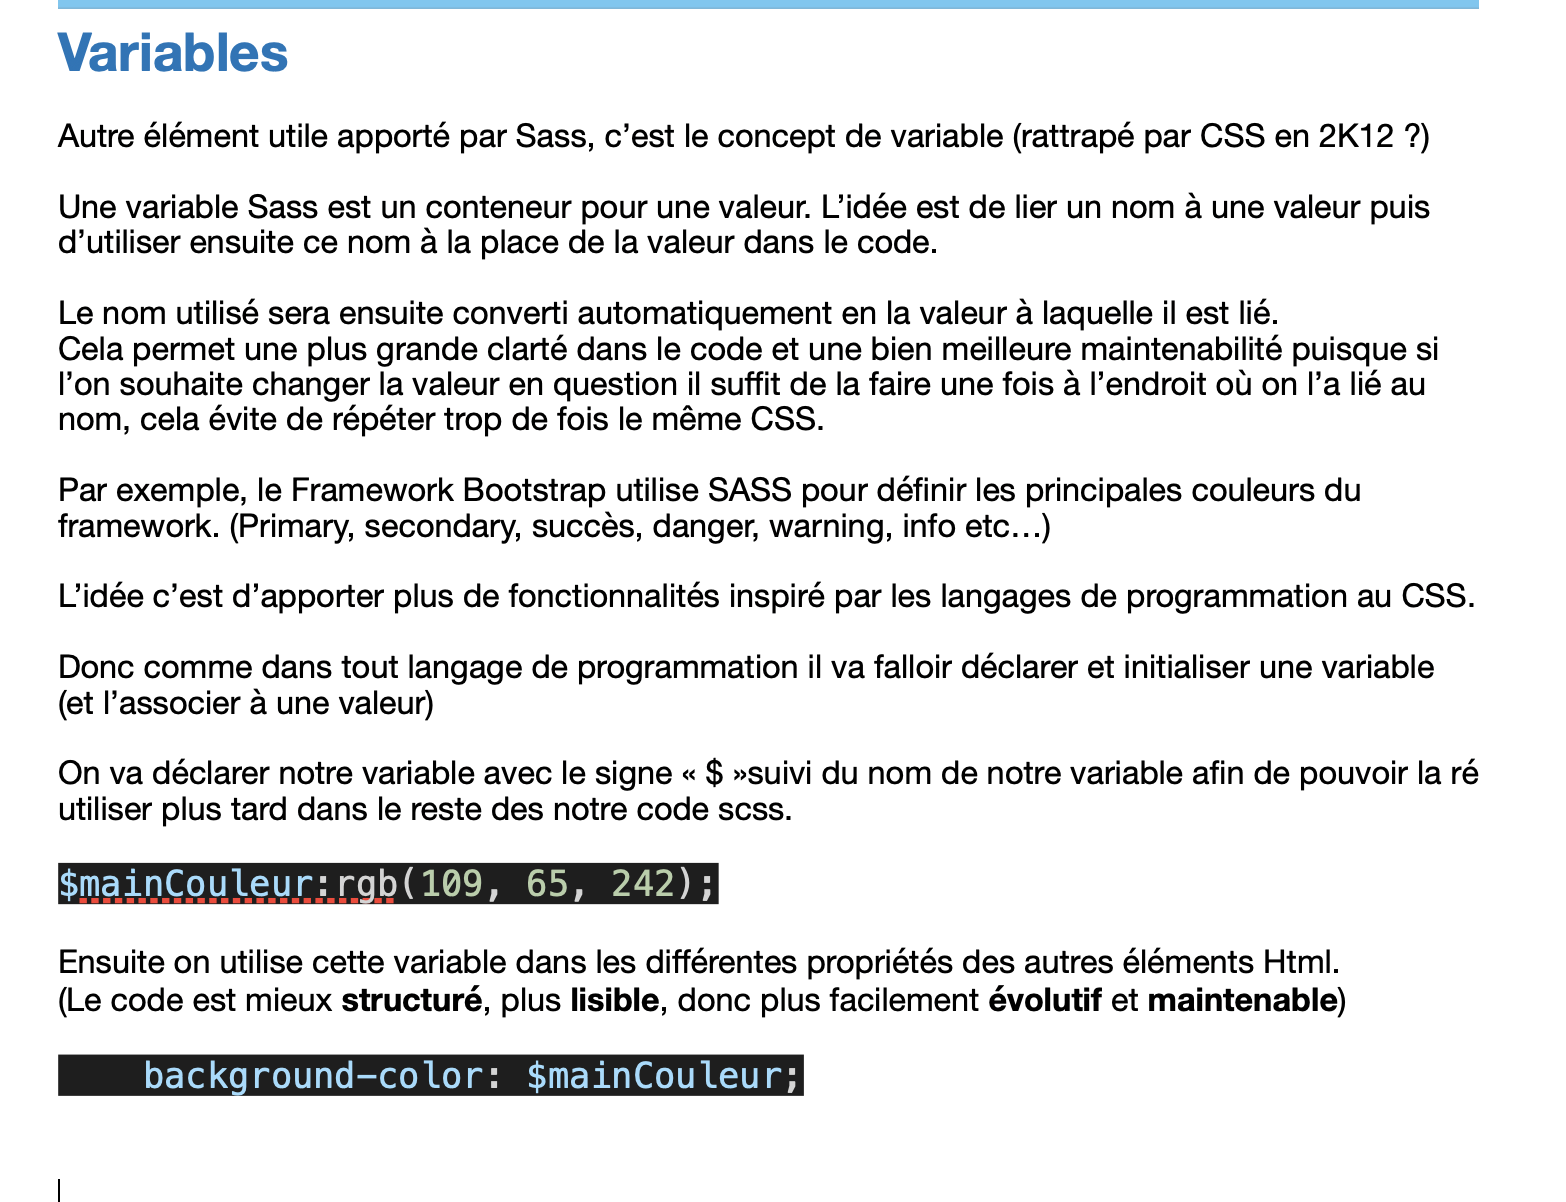 Variables
Autre élément utile apporté par Sass, c’est le concept de variable (rattrapé par CSS en 2K12 ?)
Une variable Sass est un conteneur pour une valeur. L’idée est de lier un nom à une valeur puis
d’utiliser ensuite ce nom à la place de la valeur dans le code.
Le nom utilisé sera ensuite converti automatiquement en la valeur à laquelle il est lié.
Cela permet une plus grande clarté dans le code et une bien meilleure maintenabilité puisque si
l’on souhaite changer la valeur en question il suffit de la faire une fois à l’endroit où on l’a lié au
nom, cela évite de répéter trop de fois le même CSS.
Par exemple, le Framework Bootstrap utilise SASS pour définir les principales couleurs du
framework. (Primary, secondary, succès, danger, warning, info etc…)
L’idée c’est d’apporter plus de fonctionnalités inspiré par les langages de programmation au CSS.
Donc comme dans tout langage de programmation il va falloir déclarer et initialiser une variable
(et l’associer à une valeur)
On va déclarer notre variable avec le signe « $ »suivi du nom de notre variable afin de pouvoir la ré
utiliser plus tard dans le reste des notre code scss.
$mainCouleur:rgb(109, 65, 242);
Ensuite on utilise cette variable dans les différentes propriétés des autres éléments Html.
(Le code est mieux structuré, plus lisible, donc plus facilement évolutif et maintenable)
background-color: $mainCouleur;